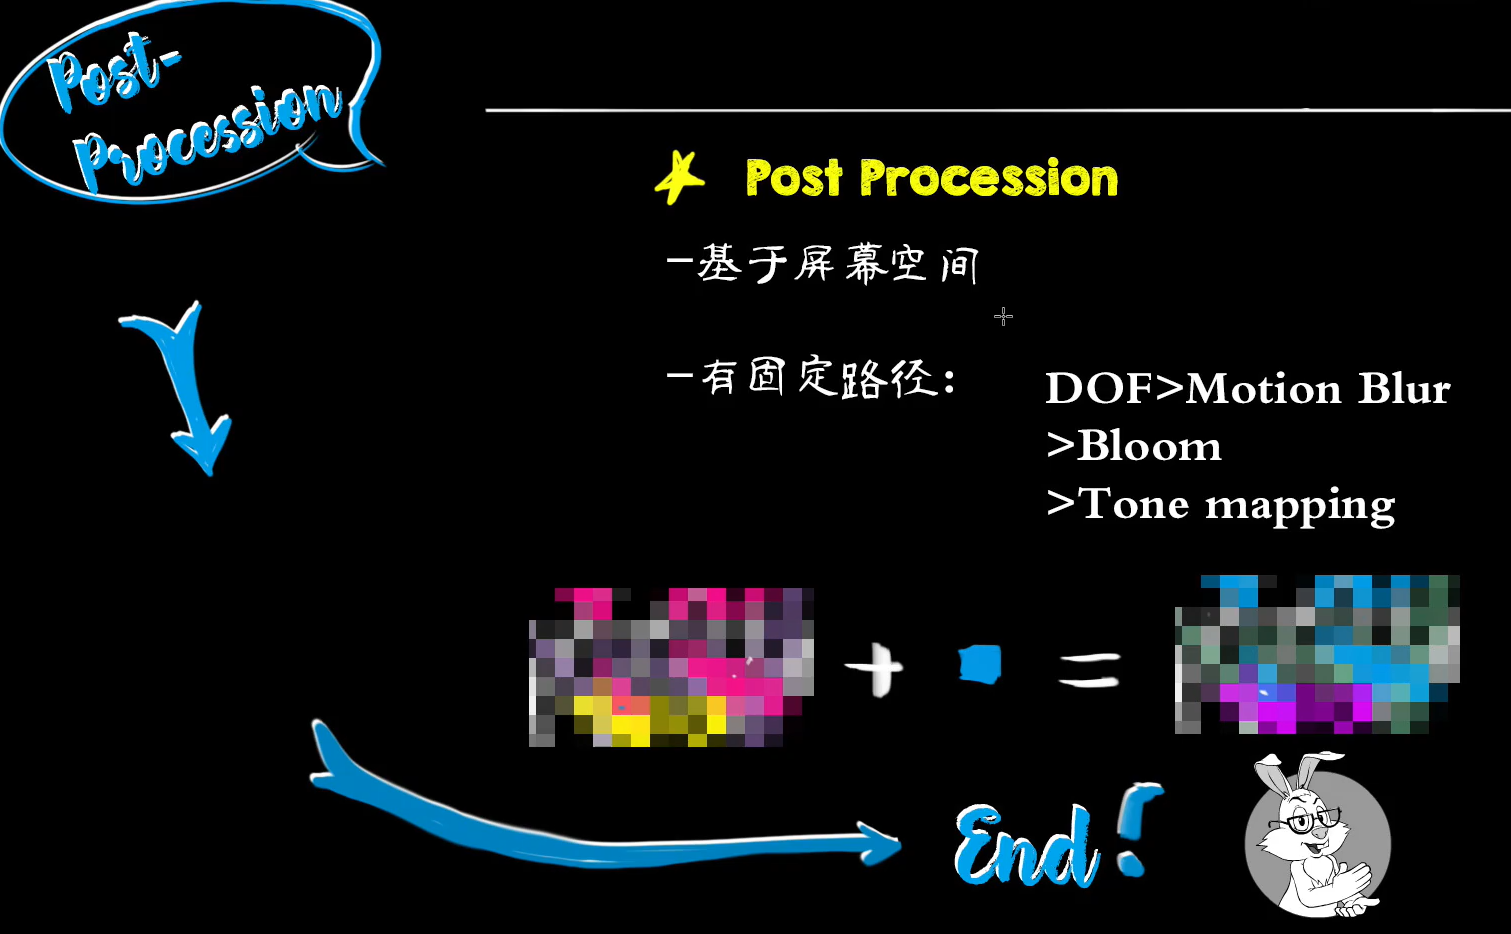 Post-
Procession
Post Procession
-基于屏幕空间
-有固定路径:
DOF>Motion Blur
>Bloom
>Tone mapping
+ =
End!